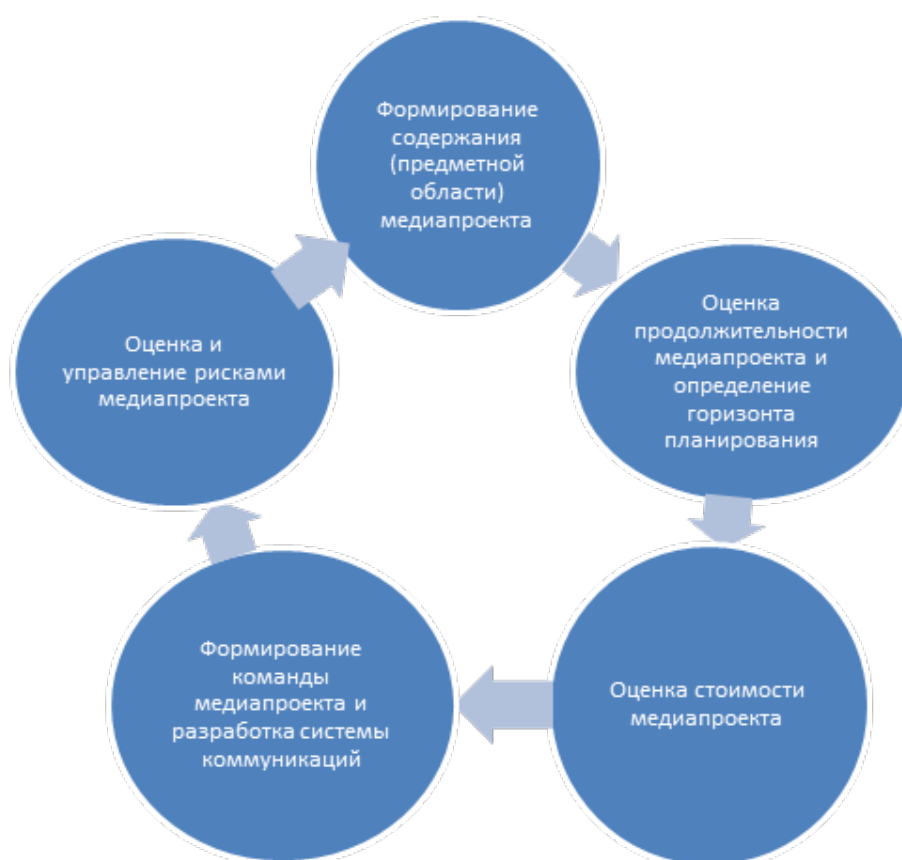 Формирование
содержания
(предметной
области)
медиапроекта
Оценка
продолжительности
медиапроекта и
определение
горизонта
планирования
Оценка стоимости
медиапроекта
Формирование
команды
медиапроекта и
разработка системы
коммуникаций
Оценка и
управление рисками
медиапроекта